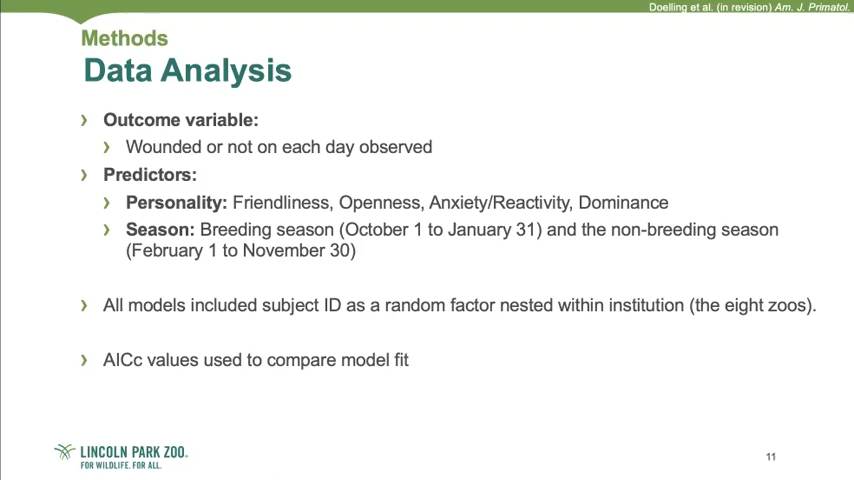 Doelling et al. (in revision) Am. J. Primatol.
Methods
Data Analysis
› Outcome variable:
› Wounded or not on each day observed
› Predictors:
› Personality: Friendliness, Openness, Anxiety/Reactivity, Dominance
› Season: Breeding season (October 1 to January 31) and the non-breeding season
(February 1 to November 30)
› All models included subject ID as a random factor nested within institution (the eight zoos).
› AICc values used to compare model fit
LINCOLN PARK ZOO.
FOR WILDLIFE. FOR ALL.
11